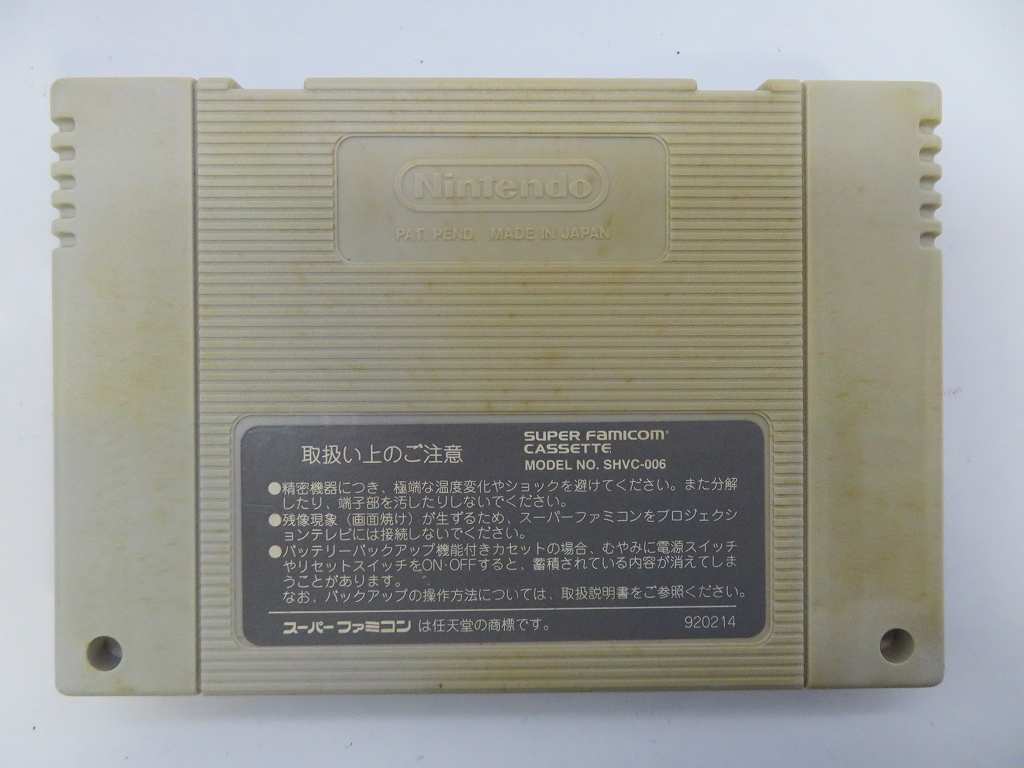 Nintendo
PAT. PEND. MADE IN JAPAN
取扱い上のご注意
SUPER FAMICOM
CASSETTE
MODEL NO. SHVC-006
●精密機器につき、極端な温度変化やショックを避けてください。また分解
したり、端子部を汚したりしないでください。
●残像現象（画面焼け）が生ずるため、スーパーファミコンをプロジェクシ
ョンテレビには接続しないでください。
●バッテリーバックアップ機能付きカセットの場合、むやみに電源スイッチ
やリセットスイッチをON・OFFすると、蓄積されている内容が消えてしま
うことがあります。
なお、バックアップの操作方法については、取扱説明書をご参照ください。
スーパーファミコンは任天堂の商標です。 920214